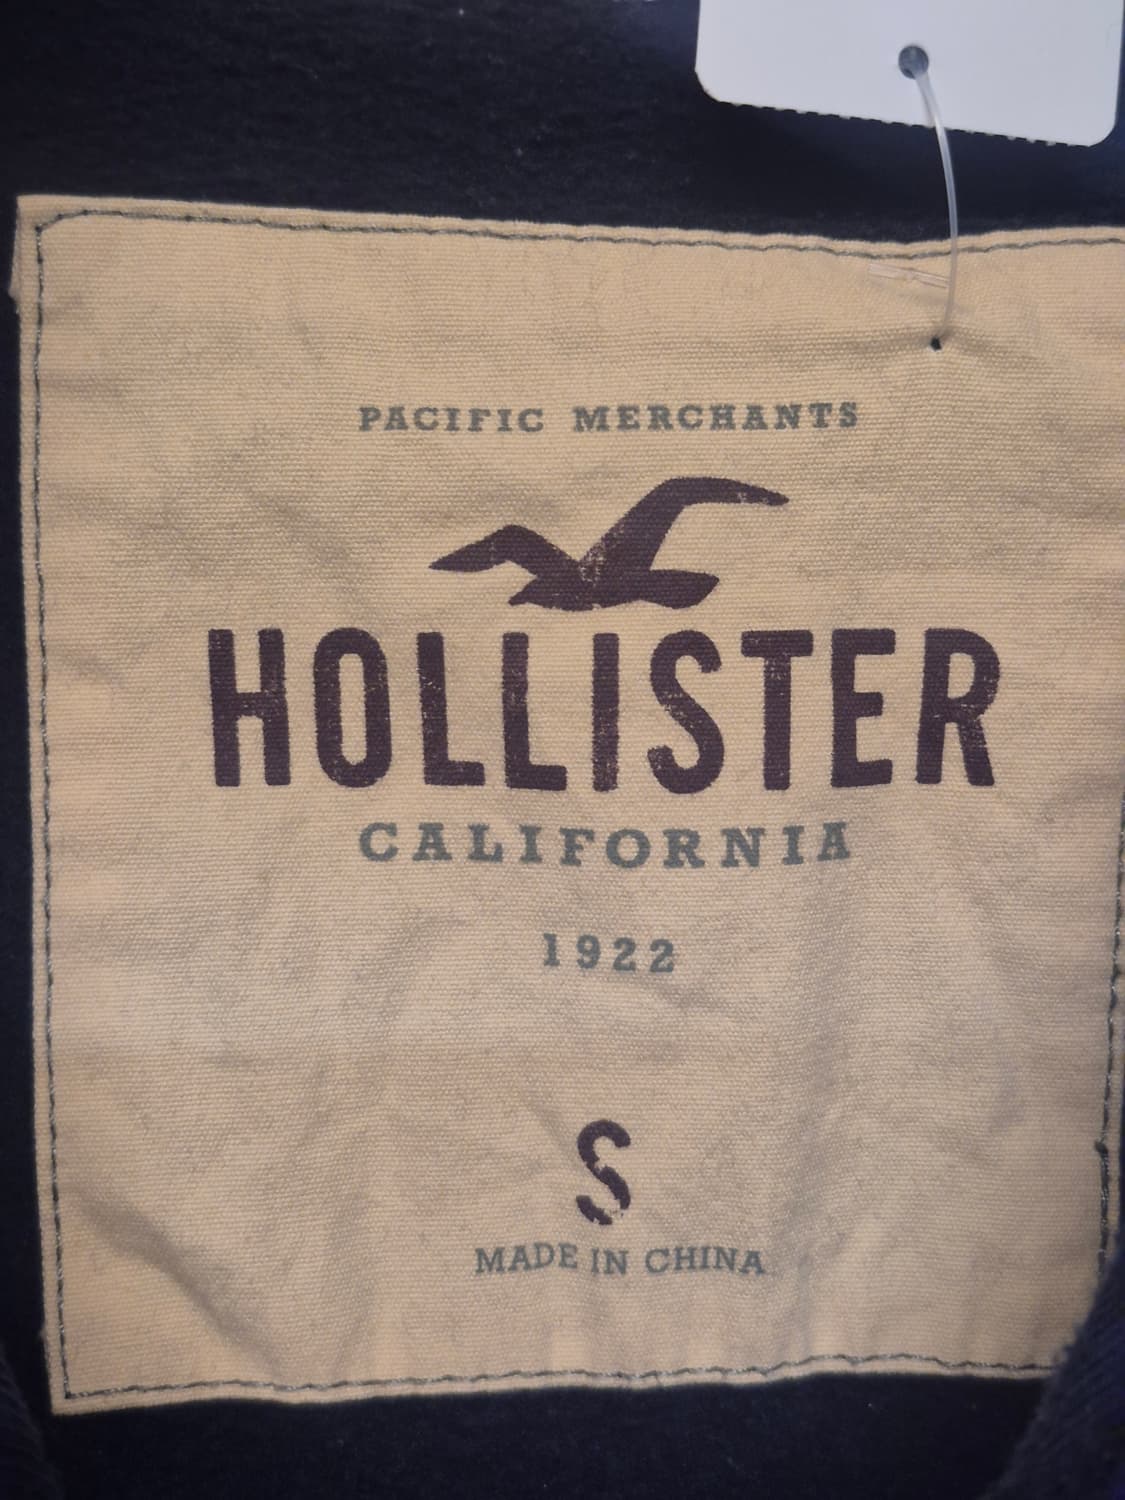 PACIFIC MERCHANTS
HOLLISTER
CALIFORNIA
1922
S
MADE IN CHINA